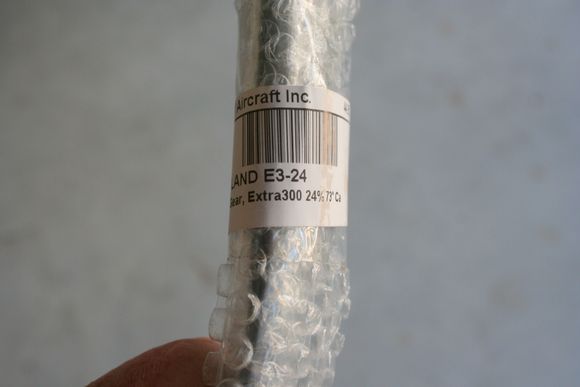 Aircraft Inc.
LAND E3-24
Gear, Extra300 24% 73" Ca